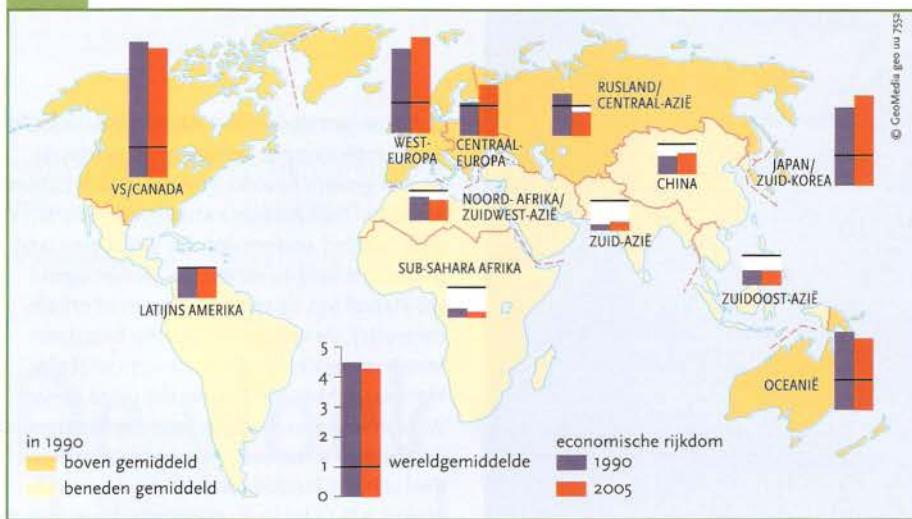 © GeoMedia geo uu 7552
VS/CANADA
WEST-
EUROPA
CENTRAAL-
EUROPA
RUSLAND/
CENTRAAL-AZIË
CHINA
JAPAN/
ZUID-KOREA
NOORD- AFRIKA/
ZUIDWEST-AZIË
ZUID-AZIË
SUB-SAHARA AFRIKA
ZUIDOOST-AZIË
LATIJNS AMERIKA
OCEANIË
5
4
3
2
1
0
wereldgemiddelde
in 1990
boven gemiddeld
beneden gemiddeld
economische rijkdom
1990
2005